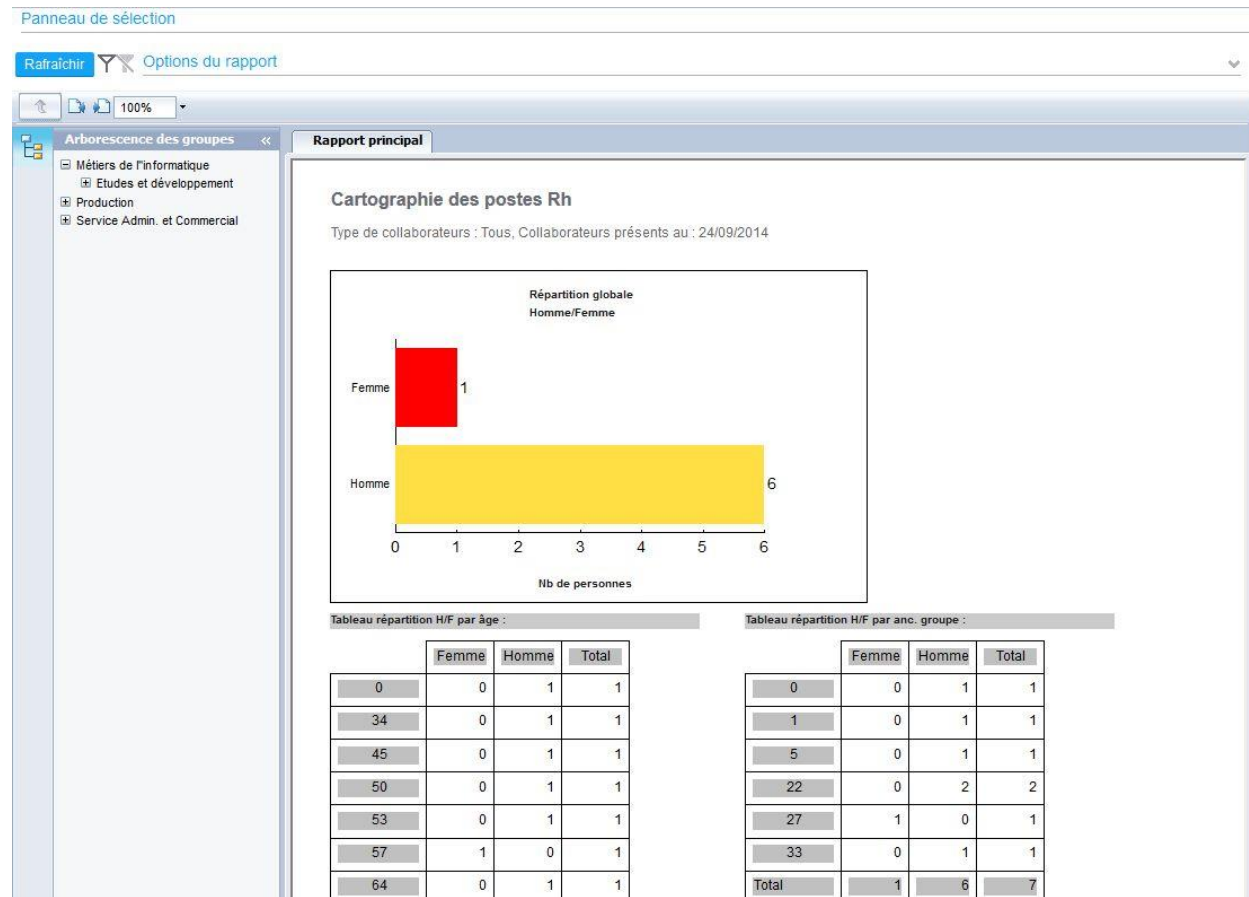 Panneau de sélection
Rafraîchir Options du rapport
100%
Arborescence des groupes «
Rapport principal
Métiers de l''informatique
Etudes et développement
Production
Service Admin. et Commercial
Cartographie des postes Rh
Type de collaborateurs : Tous, Collaborateurs présents au : 24/09/2014
Répartition globale
Homme/Femme
Femme 1
Homme 6
0 1 2 3 4 5 6
Nb de personnes
Tableau répartition H/F par âge :
Femme Homme Total
0 0 1 1
34 0 1 1
45 0 1 1
50 0 1 1
53 0 1 1
57 1 0 1
64 0 1 1
Tableau répartition H/F par anc. groupe :
Femme Homme Total
0 0 1 1
1 0 1 1
5 0 1 1
22 0 2 2
27 1 0 1
33 0 1 1
Total 1 6 7